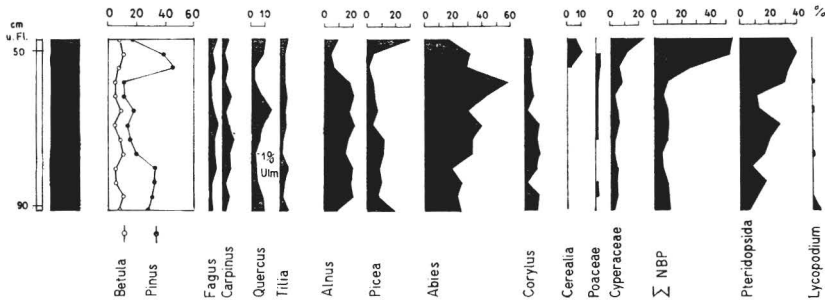 %
0 20 40 60
0 10
0 20
0 20
0 20 40 60
0 10
0 20
0 20 40
0 20 40
cm
u. Fl.
50
90
1%
Ulm
Betula
Pinus
Fagus
Carpinus
Quercus
Tilia
Alnus
Picea
Abies
Corylus
Cerealia
Poaceae
Cyperaceae
Σ NBP
Pteridopsida
Lycopodium